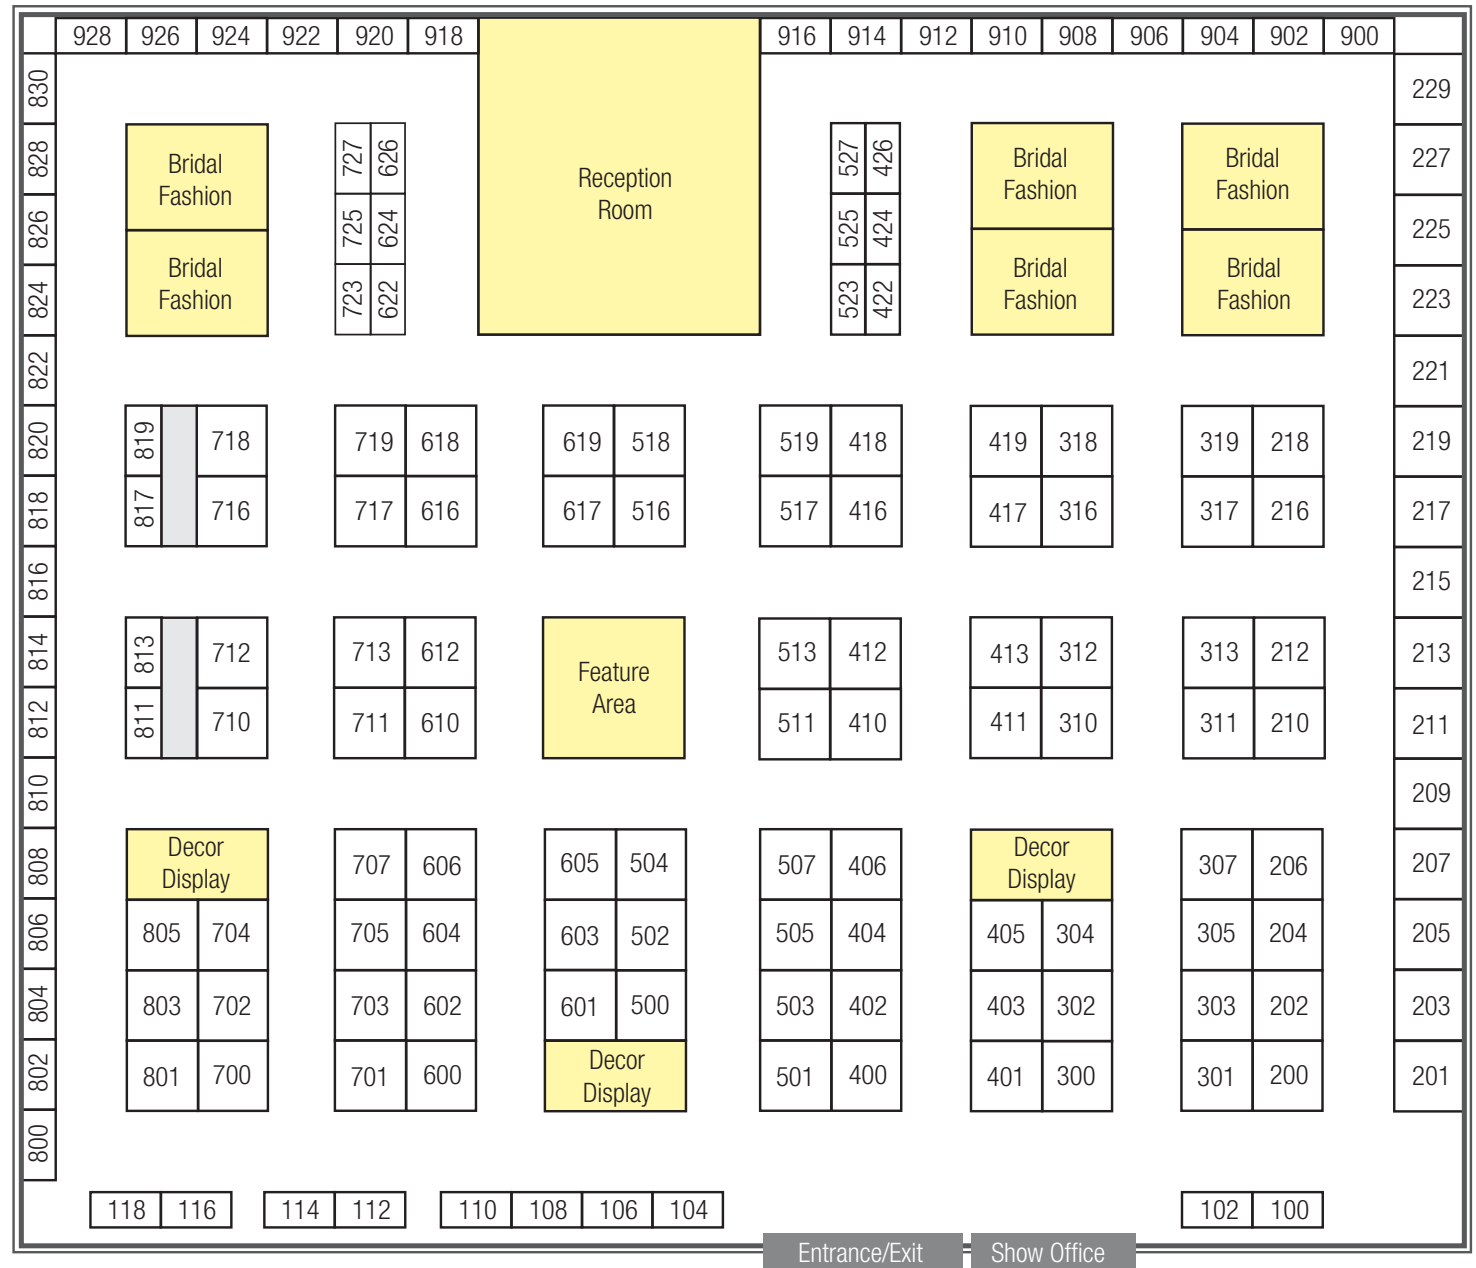 928 926 924 922 920 918 916 914 912 910 908 906 904 902 900
830 229
828 Bridal Fashion 727 626 Reception Room 527 426 Bridal Fashion Bridal Fashion 227
826 725 624 525 424 225
824 Bridal Fashion 723 622 523 422 Bridal Fashion Bridal Fashion 223
822 221
820 819 718 719 618 619 518 519 418 419 318 319 218 219
818 817 716 717 616 617 516 517 416 417 316 317 216 217
816 215
814 813 712 713 612 Feature Area 513 412 413 312 313 212 213
812 811 710 711 610 511 410 411 310 311 210 211
810 209
808 Decor Display 707 606 605 504 507 406 Decor Display 307 206 207
806 805 704 705 604 603 502 505 404 405 304 305 204 205
804 803 702 703 602 601 500 503 402 403 302 303 202 203
802 801 700 701 600 Decor Display 501 400 401 300 301 200 201
800
118 116 114 112 110 108 106 104 102 100
Entrance/Exit Show Office